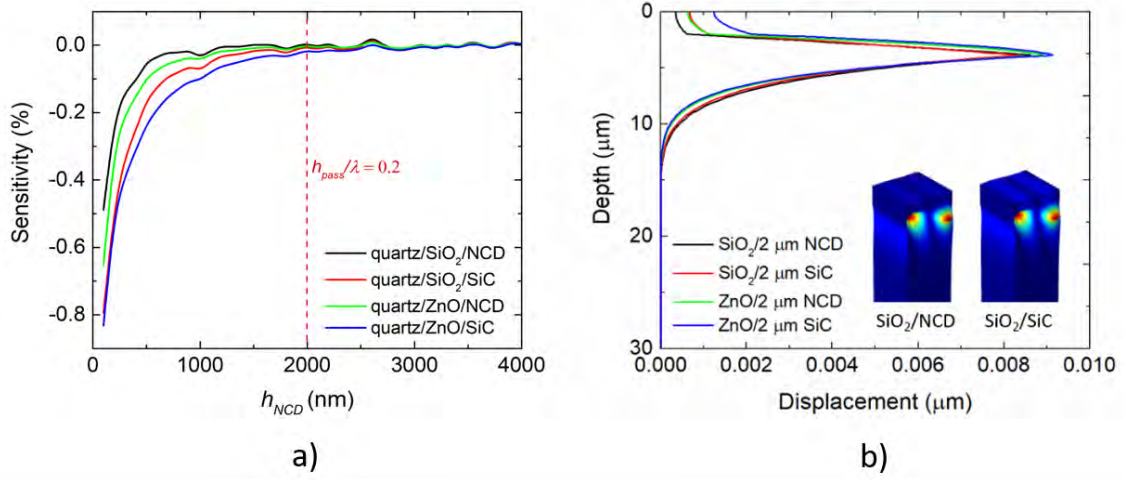 0.0
-0.2
-0.4
-0.6
-0.8
Sensitivity (%)
h_pass/λ = 0.2
quartz/SiO₂/NCD
quartz/SiO₂/SiC
quartz/ZnO/NCD
quartz/ZnO/SiC
0 1000 2000 3000 4000
h_NCD (nm)
a)
0
10
20
30
Depth (μm)
SiO₂/2 μm NCD
SiO₂/2 μm SiC
ZnO/2 μm NCD
ZnO/2 μm SiC
SiO₂/NCD SiO₂/SiC
0.000 0.002 0.004 0.006 0.008 0.010
Displacement (μm)
b)